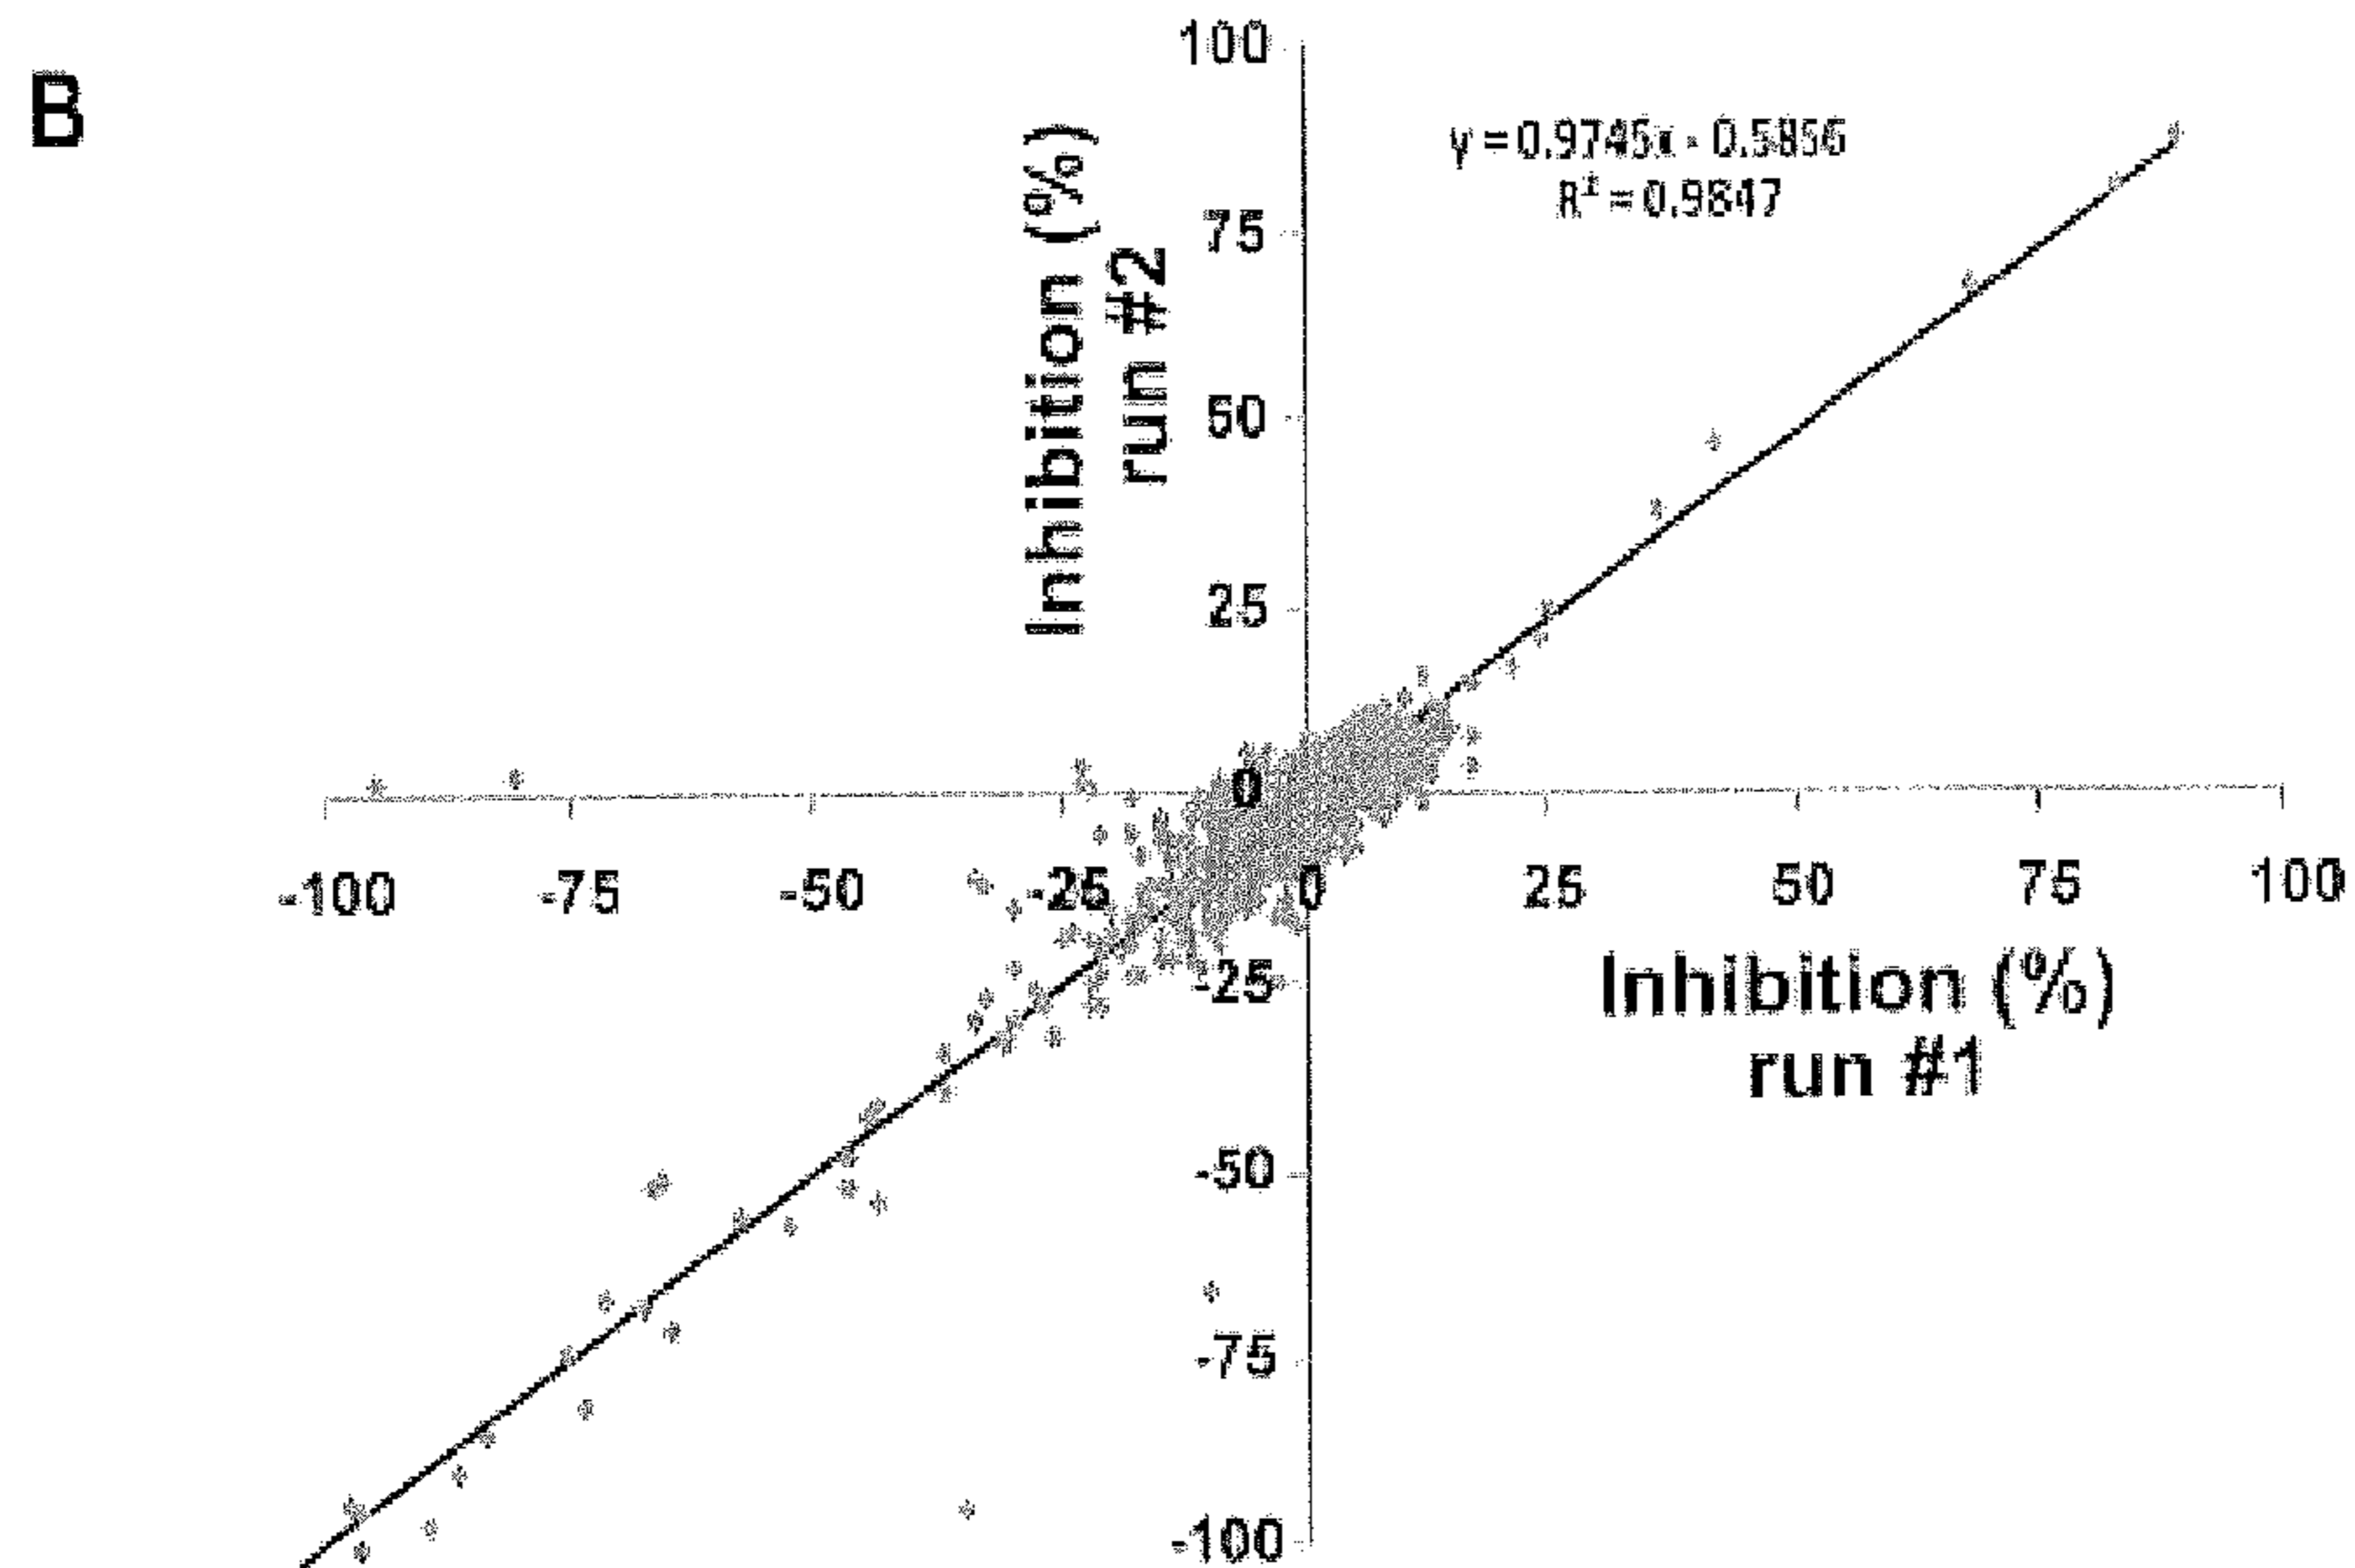 B
100
y = 0.9745x - 0.5856
R² = 0.9847
75
50
25
0
-25
-50
-75
-100
Inhibition (%)
run #2
-100 -75 -50 -25 0 25 50 75 100
Inhibition (%)
run #1